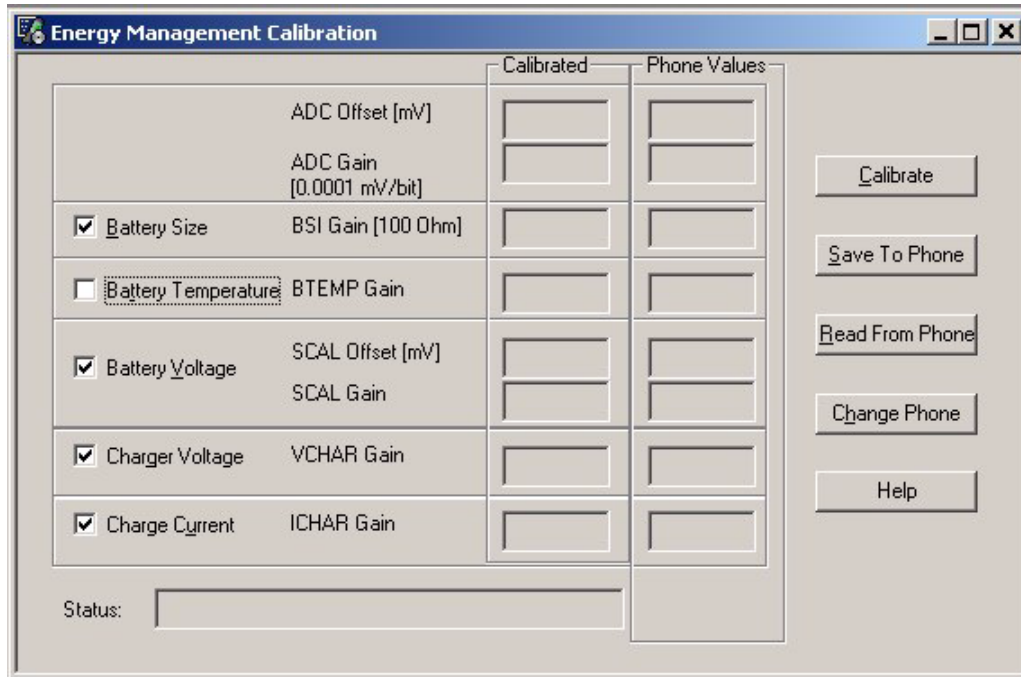 Energy Management Calibration
Calibrated
Phone Values
ADC Offset [mV]
ADC Gain
[0.0001 mV/bit]
Calibrate
Battery Size
BSI Gain [100 Ohm]
Save To Phone
Battery Temperature
BTEMP Gain
Read From Phone
SCAL Offset [mV]
Battery Voltage
SCAL Gain
Change Phone
Charger Voltage
VCHAR Gain
Help
Charge Current
ICHAR Gain
Status: